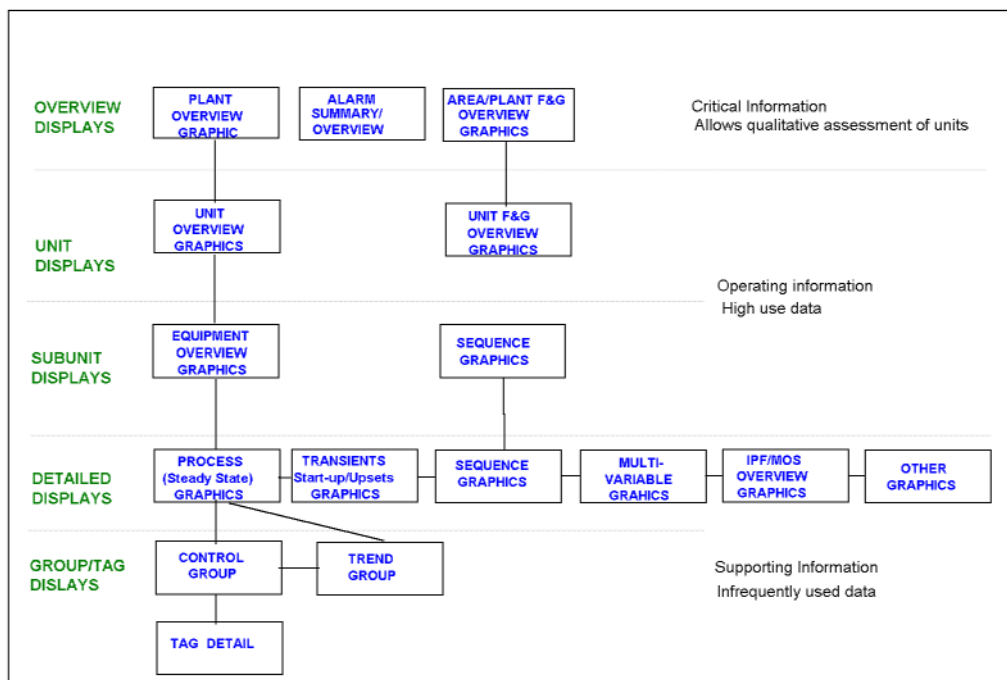 OVERVIEW
DISPLAYS
PLANT
OVERVIEW
GRAPHIC
ALARM
SUMMARY/
OVERVIEW
AREA/PLANT F&G
OVERVIEW
GRAPHICS
Critical Information
Allows qualitative assessment of units
UNIT
DISPLAYS
UNIT
OVERVIEW
GRAPHICS
UNIT F&G
OVERVIEW
GRAPHICS
Operating information
High use data
SUBUNIT
DISPLAYS
EQUIPMENT
OVERVIEW
GRAPHICS
SEQUENCE
GRAPHICS
DETAILED
DISPLAYS
PROCESS
(Steady State)
GRAPHICS
TRANSIENTS
Start-up/Upsets
GRAPHICS
SEQUENCE
GRAPHICS
MULTI-
VARIABLE
GRAHICS
IPF/MOS
OVERVIEW
GRAPHICS
OTHER
GRAPHICS
GROUP/TAG
DISLAYS
CONTROL
GROUP
TREND
GROUP
Supporting Information
Infrequently used data
TAG DETAIL